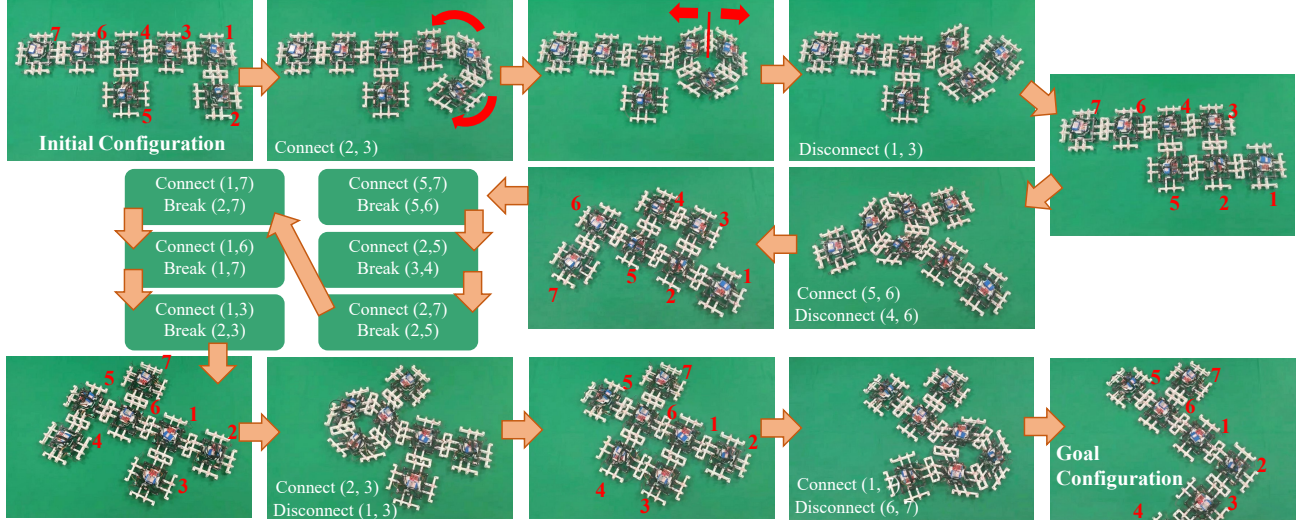 7 6 4 3 1
5 2
Initial Configuration
Connect (2, 3)
Disconnect (1, 3)
7 6 4 3
5 2 1
Connect (5, 6)
Disconnect (4, 6)
6 4 3
5 2 1
7
Connect (5,7)
Break (5,6)
Connect (2,5)
Break (3,4)
Connect (2,7)
Break (2,5)
Connect (1,7)
Break (2,7)
Connect (1,6)
Break (1,7)
Connect (1,3)
Break (2,3)
5 7
6 1 2
4 3
Connect (2, 3)
Disconnect (1, 3)
5 7
6 1 2
4 3
Connect (1,
Disconnect (6, 7)
5 7
6 1
2
Goal
Configuration
4 3